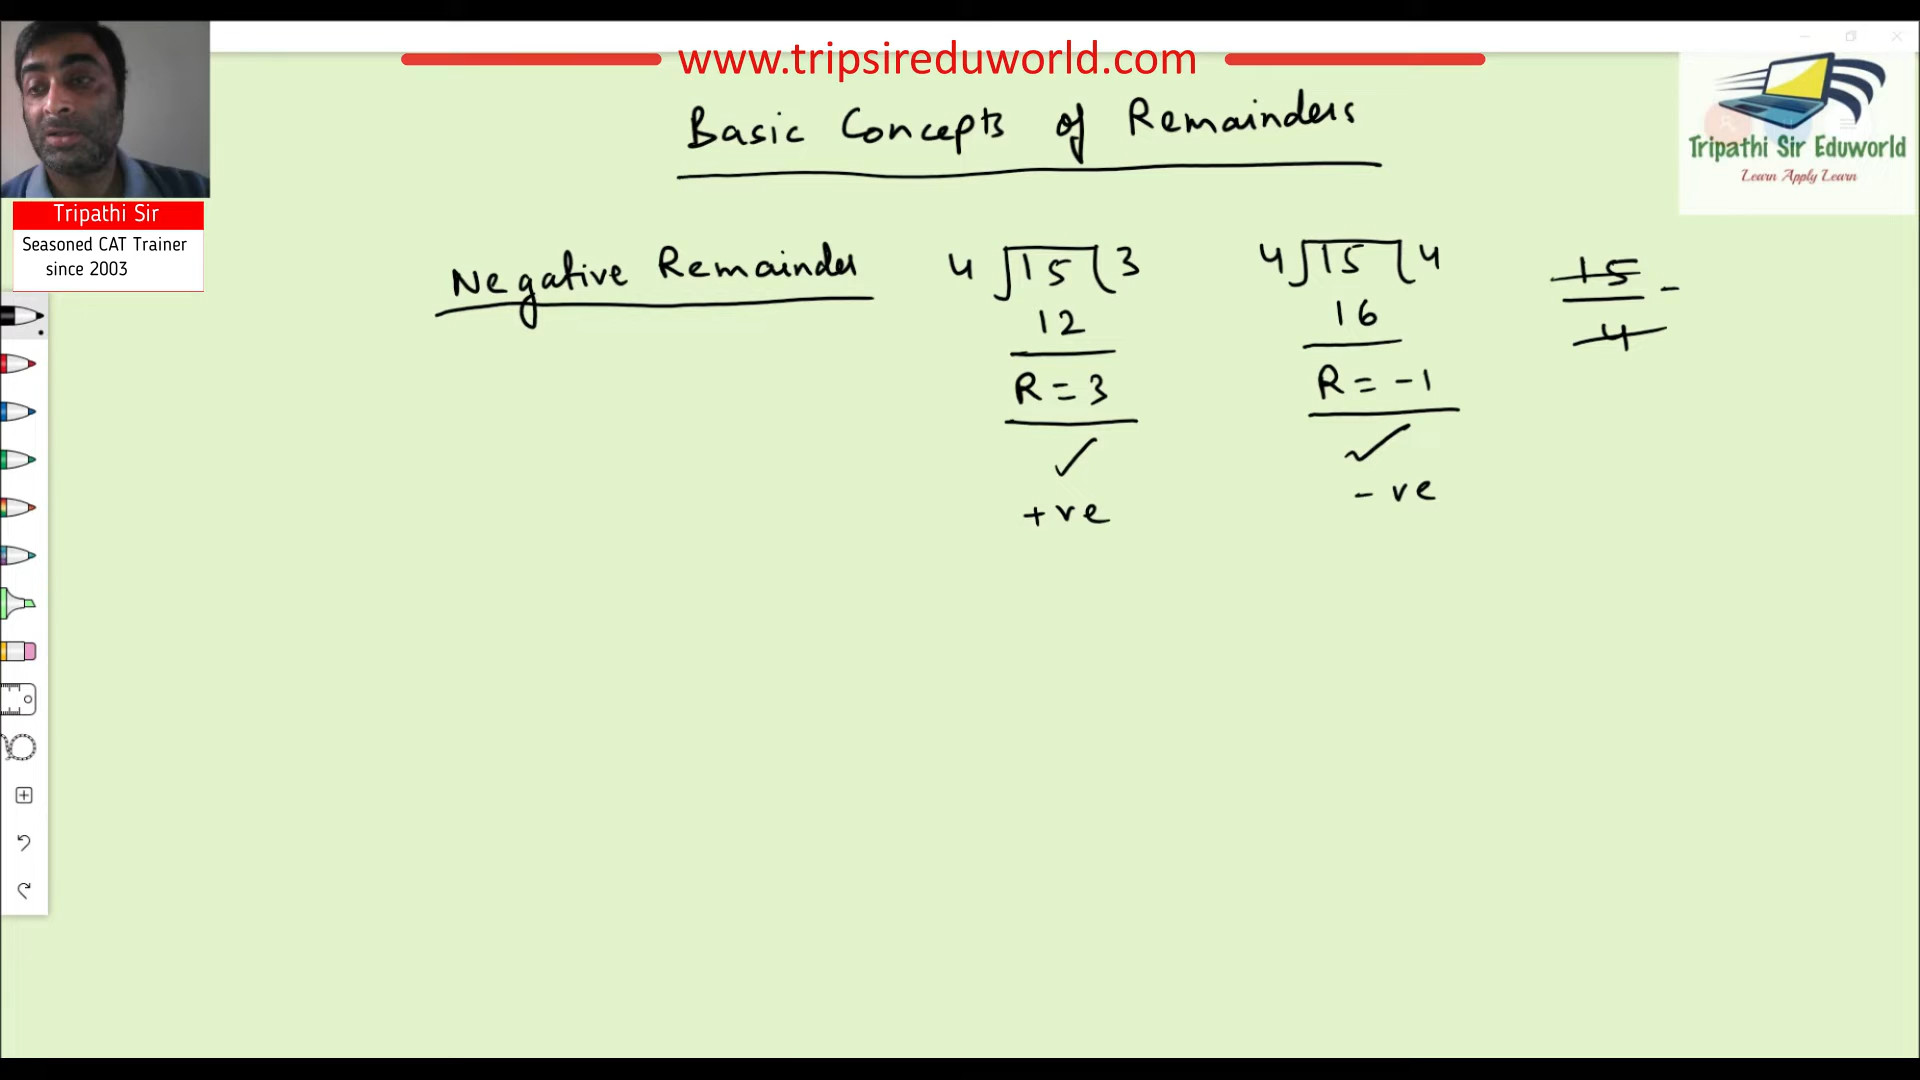 www.tripsireduworld.com
Basic Concepts of Remainders
Tripathi Sir Eduworld
Learn Apply Learn
Tripathi Sir
Seasoned CAT Trainer
since 2003
Negative Remainder
4 15 3
12
R = 3
+ve
4 15 4
16
R = -1
- ve
15 -
4